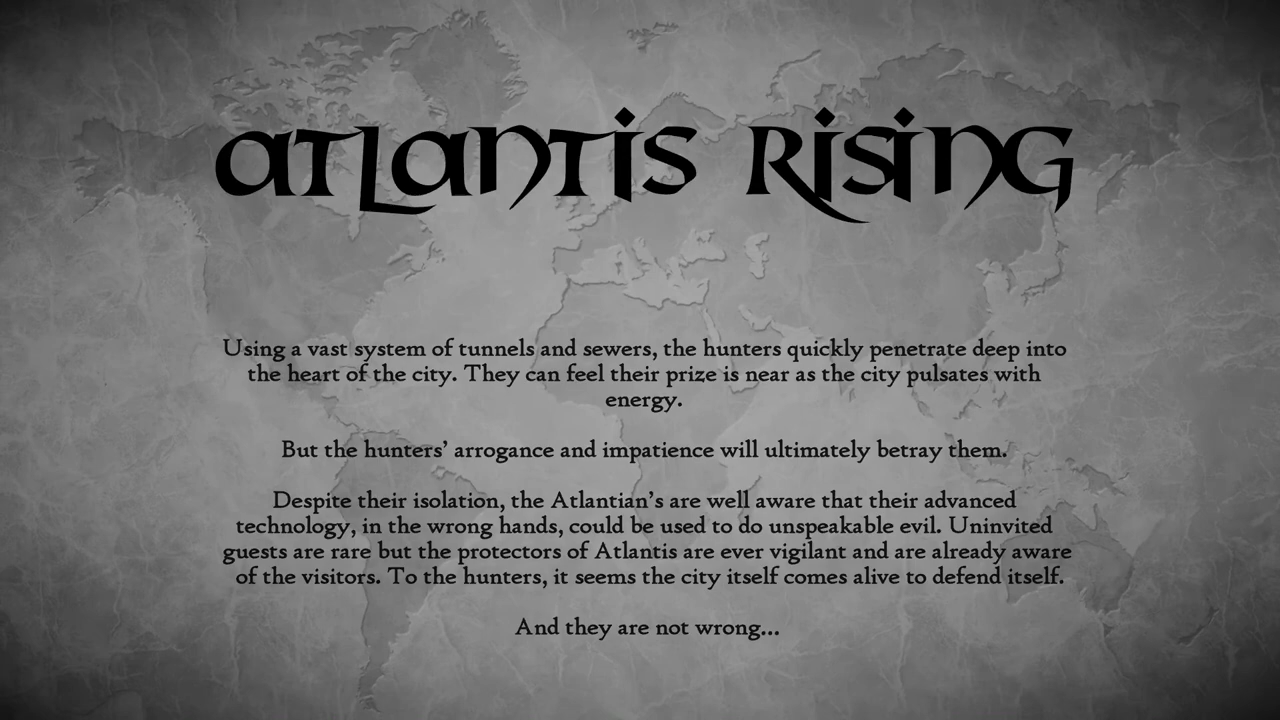 atlantis Rising
Using a vast system of tunnels and sewers, the hunters quickly penetrate deep into
the heart of the city. They can feel their prize is near as the city pulsates with
energy.
But the hunters’ arrogance and impatience will ultimately betray them.
Despite their isolation, the Atlantian’s are well aware that their advanced
technology, in the wrong hands, could be used to do unspeakable evil. Uninvited
guests are rare but the protectors of Atlantis are ever vigilant and are already aware
of the visitors. To the hunters, it seems the city itself comes alive to defend itself.
And they are not wrong...